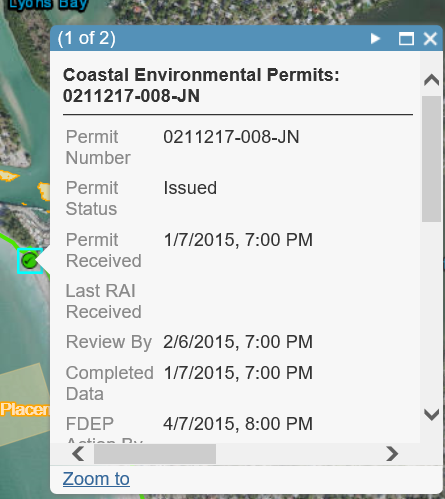 Lyons Bay
(1 of 2)
Coastal Environmental Permits:
0211217-008-JN
Permit
Number
0211217-008-JN
Permit
Status
Issued
Permit
Received
1/7/2015, 7:00 PM
Last RAI
Received
Review By
2/6/2015, 7:00 PM
Completed
Data
1/7/2015, 7:00 PM
FDEP
Action By
4/7/2015, 8:00 PM
Zoom to